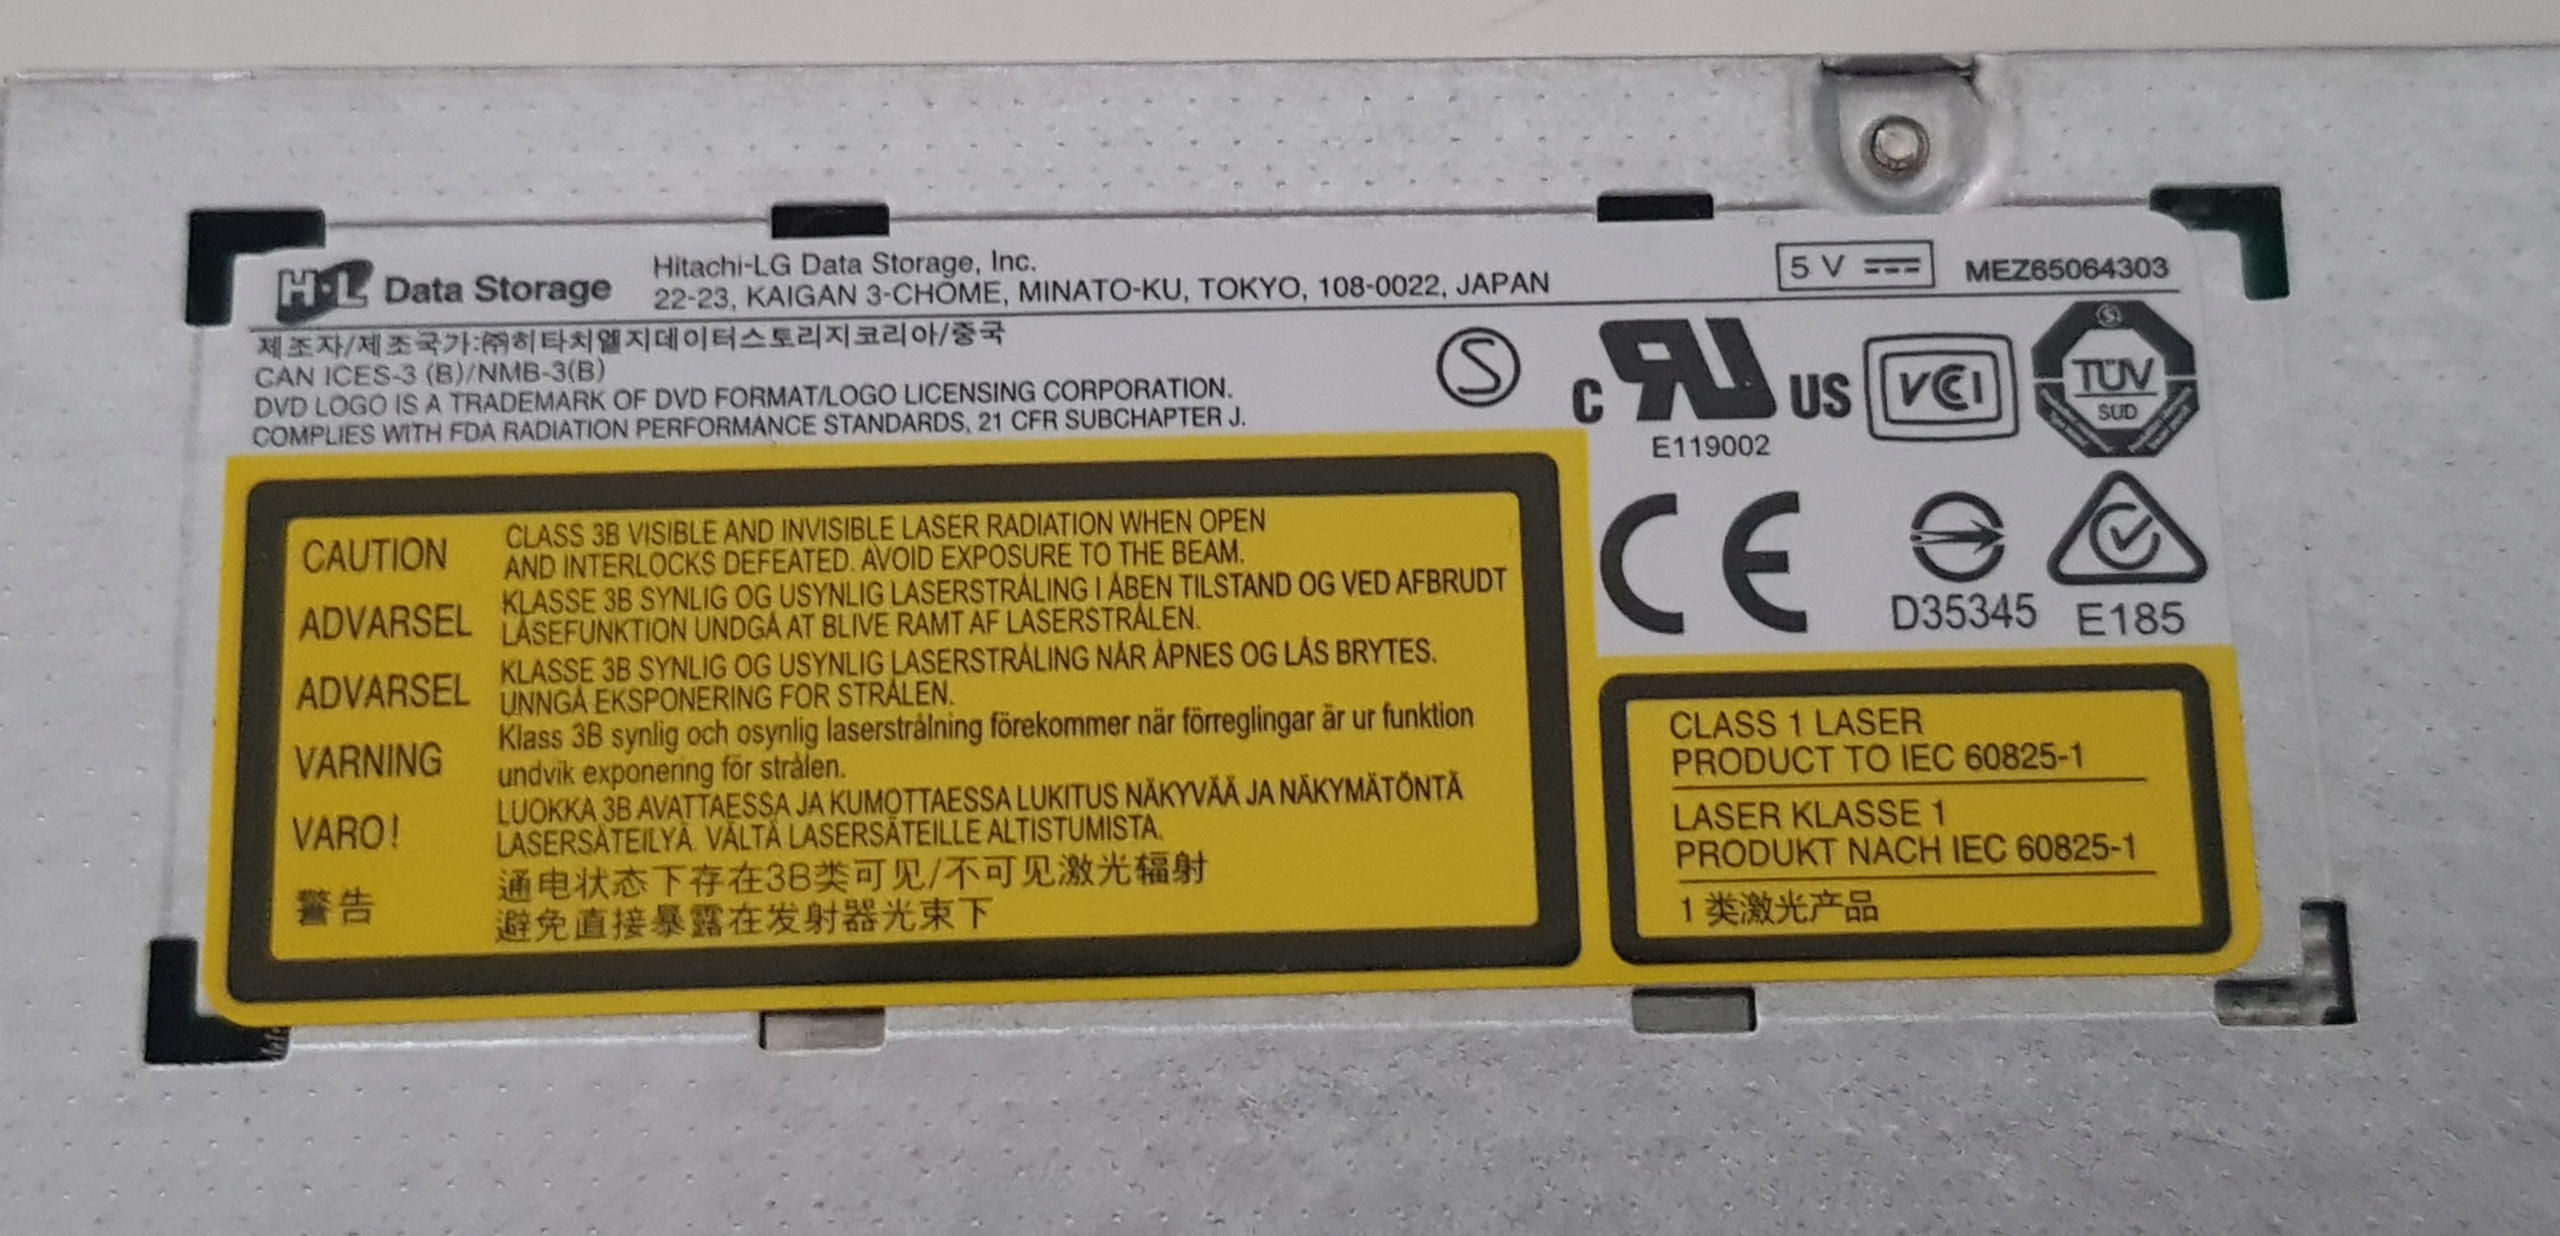 H·L Data Storage
Hitachi-LG Data Storage, Inc.
22-23, KAIGAN 3-CHOME, MINATO-KU, TOKYO, 108-0022, JAPAN
5 V
MEZ65064303
제조자/제조국가:㈜히타치엘지데이터스토리지코리아/중국
CAN ICES-3 (B)/NMB-3(B)
DVD LOGO IS A TRADEMARK OF DVD FORMAT/LOGO LICENSING CORPORATION.
COMPLIES WITH FDA RADIATION PERFORMANCE STANDARDS, 21 CFR SUBCHAPTER J.
S
C RU US
E119002
VCCI
S
TÜV
SUD
CE
D35345
E185
CAUTION
CLASS 3B VISIBLE AND INVISIBLE LASER RADIATION WHEN OPEN
AND INTERLOCKS DEFEATED. AVOID EXPOSURE TO THE BEAM.
ADVARSEL
KLASSE 3B SYNLIG OG USYNLIG LASERSTRÅLING I ÅBEN TILSTAND OG VED AFBRUDT
LÅSEFUNKTION UNDGÅ AT BLIVE RAMT AF LASERSTRÅLEN.
ADVARSEL
KLASSE 3B SYNLIG OG USYNLIG LASERSTRÅLING NÅR ÅPNES OG LÅS BRYTES.
UNNGÅ EKSPONERING FOR STRÅLEN.
VARNING
Klass 3B synlig och osynlig laserstrålning förekommer när förreglingar är ur funktion
undvik exponering för strålen.
VARO!
LUOKKA 3B AVATTAESSA JA KUMOTTAESSA LUKITUS NÄKYVÄÄ JA NÄKYMÄTÖNTÄ
LASERSÄTEILYÄ. VÄLTÄ LASERSÄTEILLE ALTISTUMISTA.
警告
通电状态下存在3B类可见/不可见激光辐射
避免直接暴露在发射器光束下
CLASS 1 LASER
PRODUCT TO IEC 60825-1
LASER KLASSE 1
PRODUKT NACH IEC 60825-1
1 类激光产品